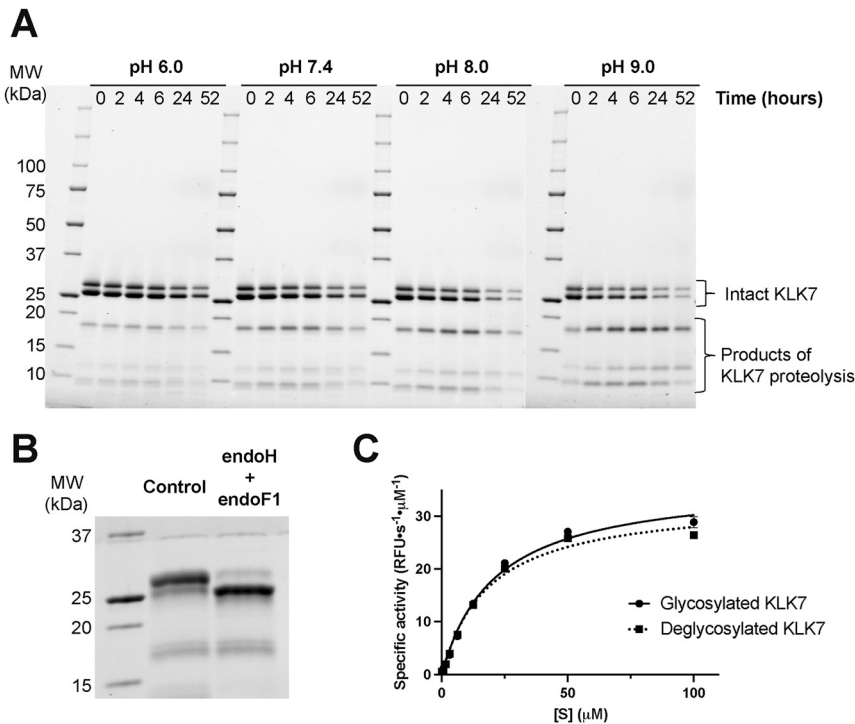 A
pH 6.0 pH 7.4 pH 8.0 pH 9.0
MW
(kDa)
0 2 4 6 24 52 0 2 4 6 24 52 0 2 4 6 24 52 0 2 4 6 24 52 Time (hours)
100
75
50
37
25
20
15
10
Intact KLK7
Products of
KLK7 proteolysis
B
MW
(kDa)
Control
endoH
+
endoF1
37
25
20
15
C
Specific activity (RFU•s⁻¹•µM⁻¹)
30
20
10
0
0 50 100
[S] (µM)
Glycosylated KLK7
Deglycosylated KLK7